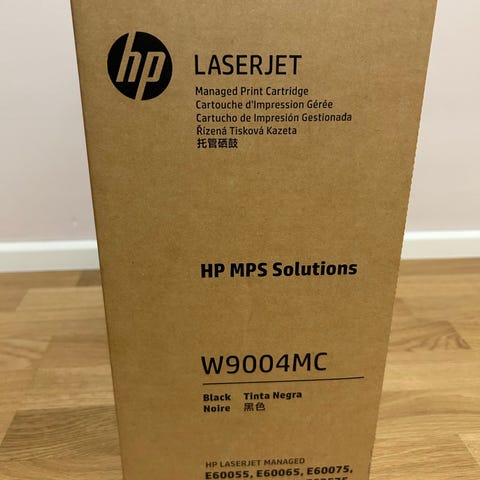 hp LASERJET
Managed Print Cartridge
Cartouche d'Impression Gérée
Cartucho de Impresión Gestionada
Řízená Tisková Kazeta
托管硒鼓
HP MPS Solutions
W9004MC
Black Tinta Negra
Noire 黑色
HP LASERJET MANAGED
E60055, E60065, E60075,